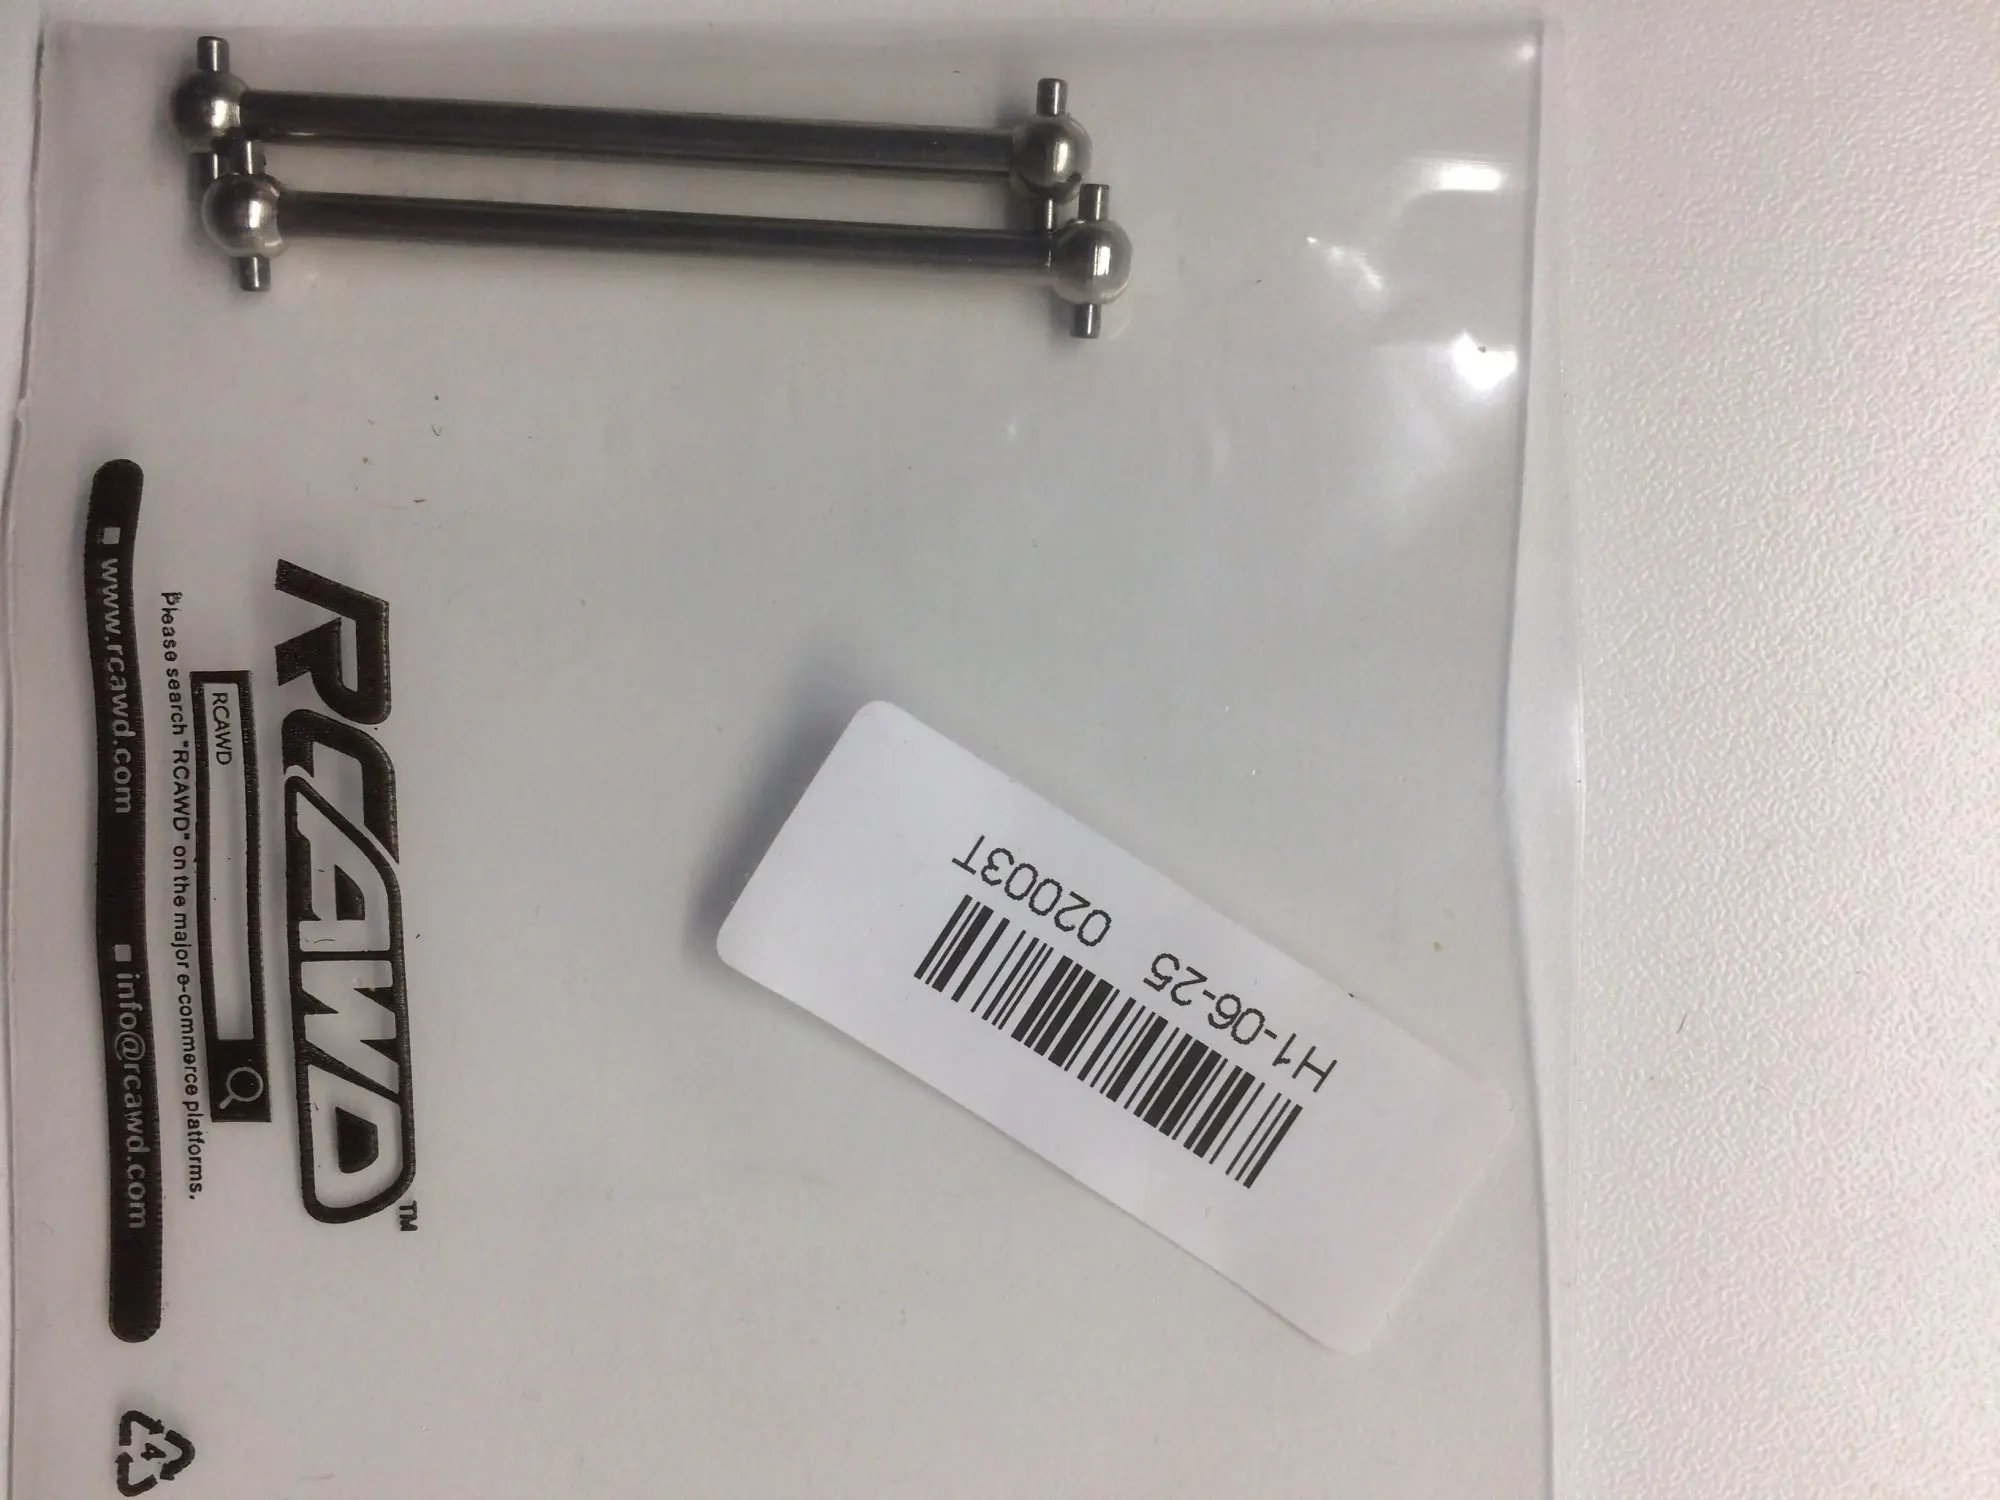 RCAWD™
RCAWD
Please search "RCAWD" on the major e-commerce platforms.
www.rcawd.com info@rcawd.com
4
H1-06-25 02003T